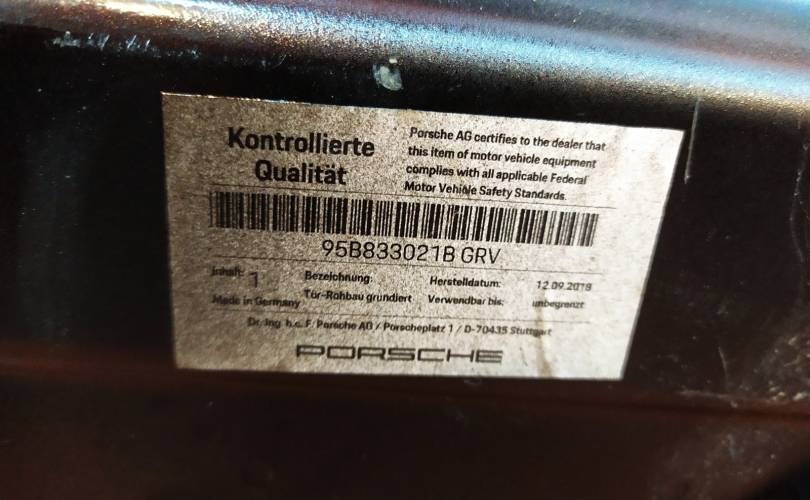 Kontrollierte
Qualität
Porsche AG certifies to the dealer that
this item of motor vehicle equipment
complies with all applicable Federal
Motor Vehicle Safety Standards.
95B833021B GRV
Inhalt: 1
Made in Germany
Bezeichnung:
Tür-Rohbau grundiert
Herstelldatum: 12.09.2018
Verwendbar bis: unbegrenzt
Dr. Ing. h.c. F. Porsche AG / Porscheplatz 1 / D-70435 Stuttgart
PORSCHE